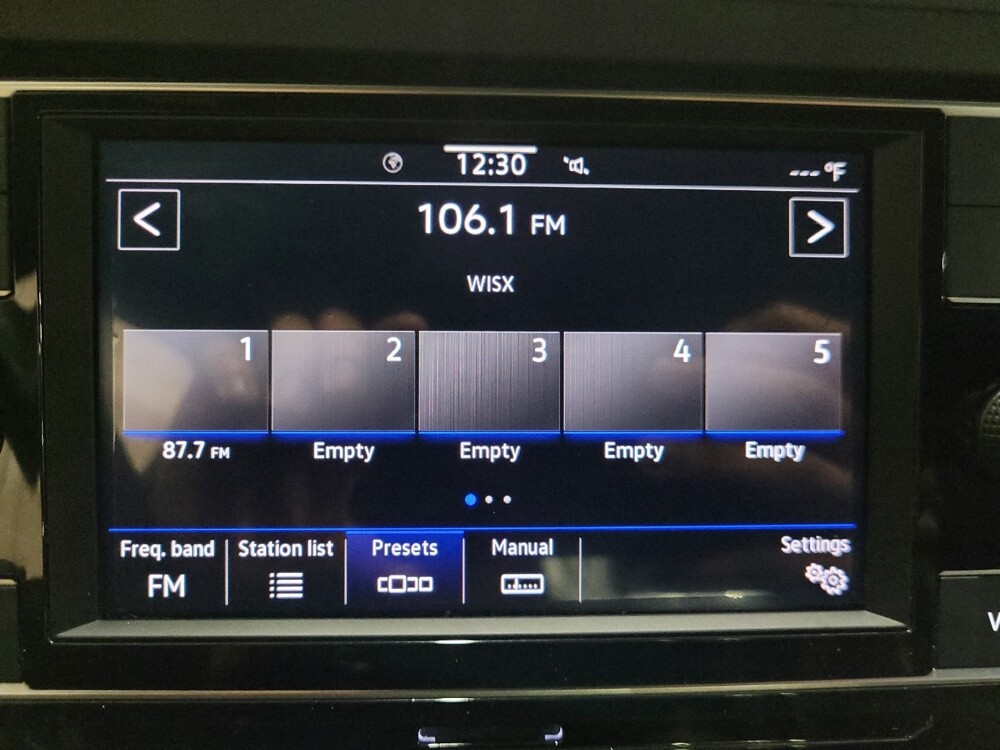 12:30
--- °F
<
106.1 FM
>
WISX
1
2
3
4
5
87.7 FM
Empty
Empty
Empty
Empty
Freq. band
Station list
Presets
Manual
Settings
FM